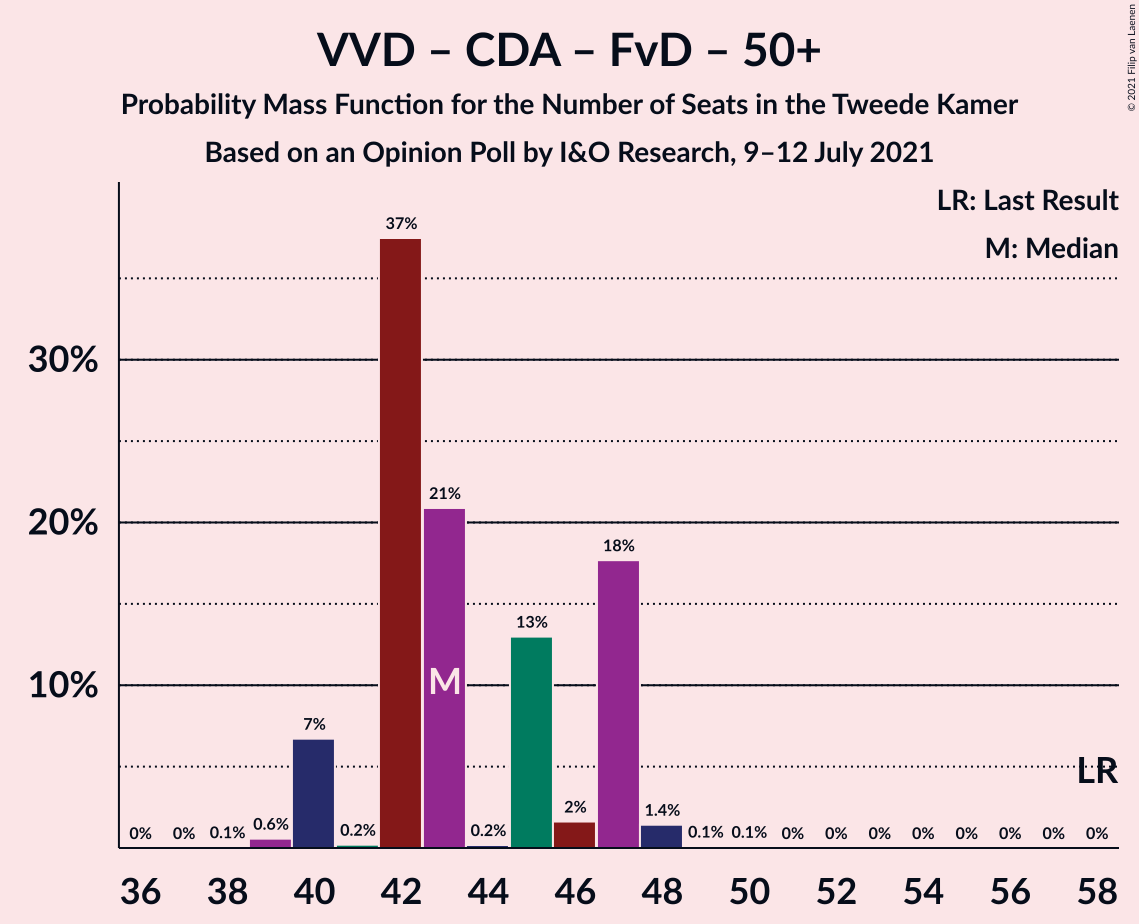 VVD – CDA – FvD – 50+
Probability Mass Function for the Number of Seats in the Tweede Kamer
Based on an Opinion Poll by I&O Research, 9–12 July 2021
© 2021 Filip van Laenen
LR: Last Result
M: Median
37%
30%
21%
20%
18%
13%
M
10%
7%
LR
0% 0% 0.1% 0.6% 0.2% 0.2% 2% 1.4% 0.1% 0.1% 0% 0% 0% 0% 0% 0% 0% 0%
36 38 40 42 44 46 48 50 52 54 56 58